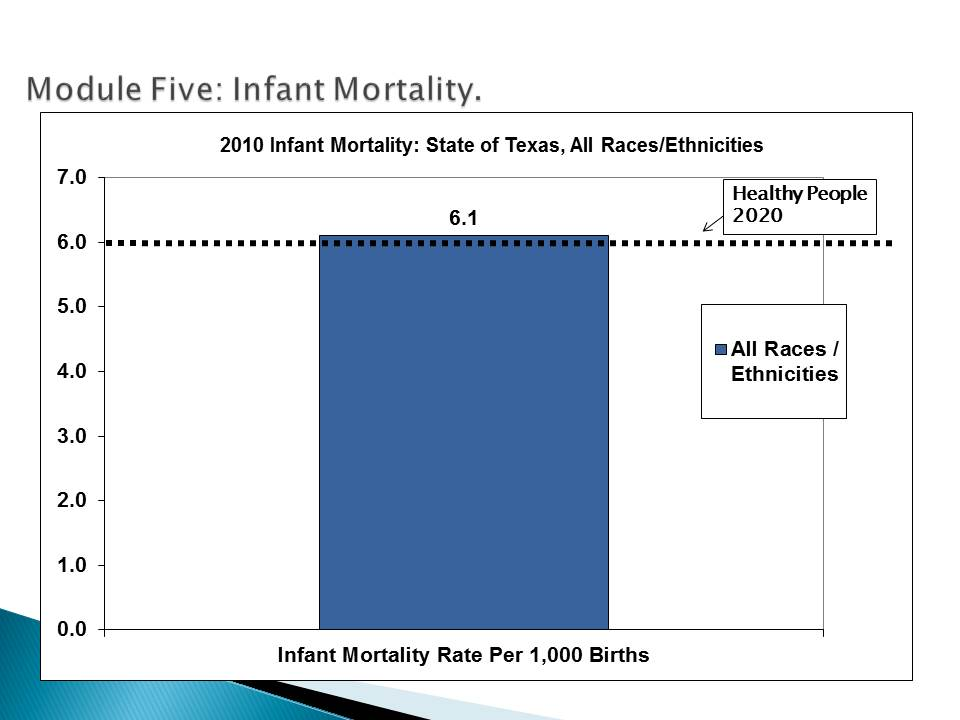 Module Five: Infant Mortality.
2010 Infant Mortality: State of Texas, All Races/Ethnicities
7.0
Healthy People
2020
6.1
6.0
5.0
All Races /
Ethnicities
4.0
3.0
2.0
1.0
0.0
Infant Mortality Rate Per 1,000 Births